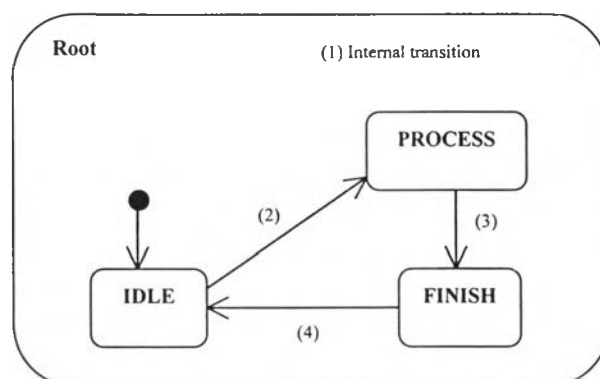 Root
(1) Internal transition
PROCESS
(2)
(3)
IDLE
FINISH
(4)